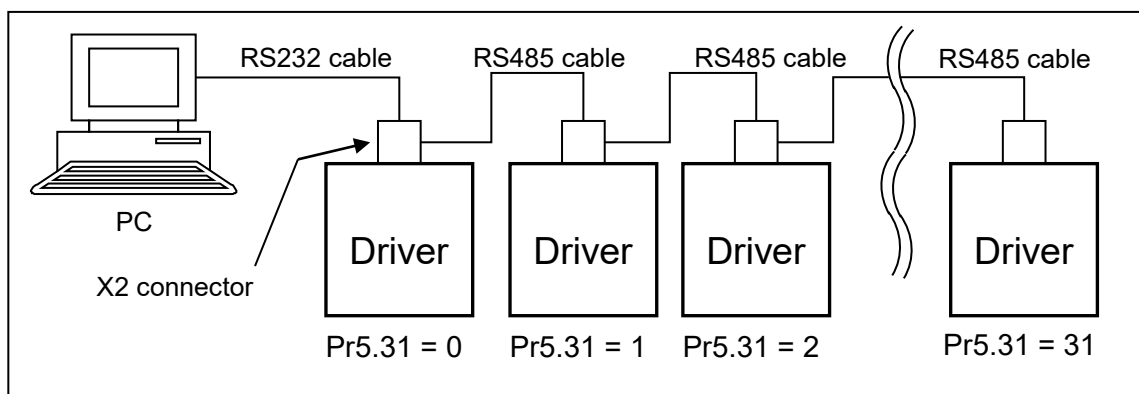 RS232 cable
RS485 cable
RS485 cable
RS485 cable
PC
X2 connector
Driver
Driver
Driver
Driver
Pr5.31 = 0
Pr5.31 = 1
Pr5.31 = 2
Pr5.31 = 31